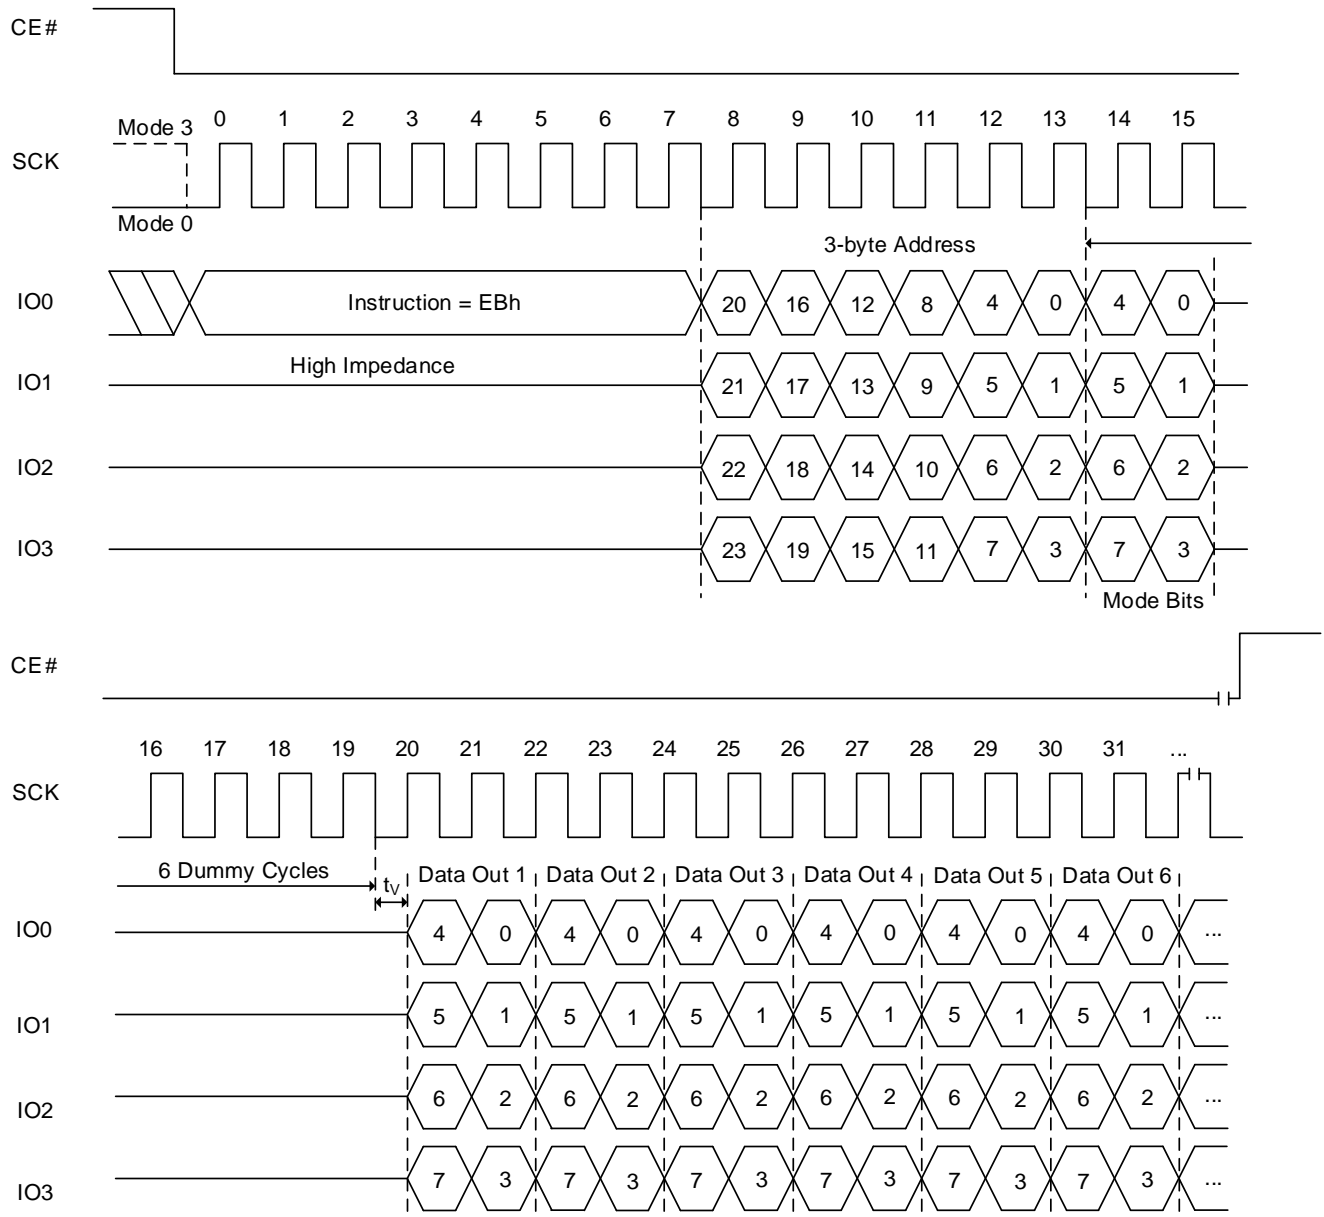 CE#
Mode 3 0 1 2 3 4 5 6 7 8 9 10 11 12 13 14 15
SCK
Mode 0
3-byte Address
IO0 Instruction = EBh 20 16 12 8 4 0 4 0
High Impedance
IO1 21 17 13 9 5 1 5 1
IO2 22 18 14 10 6 2 6 2
IO3 23 19 15 11 7 3 7 3
Mode Bits
CE#
16 17 18 19 20 21 22 23 24 25 26 27 28 29 30 31 ...
SCK
6 Dummy Cycles tV Data Out 1 Data Out 2 Data Out 3 Data Out 4 Data Out 5 Data Out 6
IO0 4 0 4 0 4 0 4 0 4 0 4 0 ...
IO1 5 1 5 1 5 1 5 1 5 1 5 1 ...
IO2 6 2 6 2 6 2 6 2 6 2 6 2 ...
IO3 7 3 7 3 7 3 7 3 7 3 7 3 ...